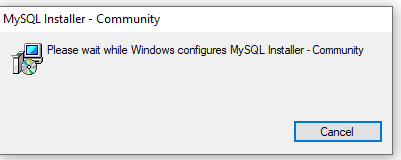 MySQL Installer - Community
Please wait while Windows configures MySQL Installer - Community
Cancel